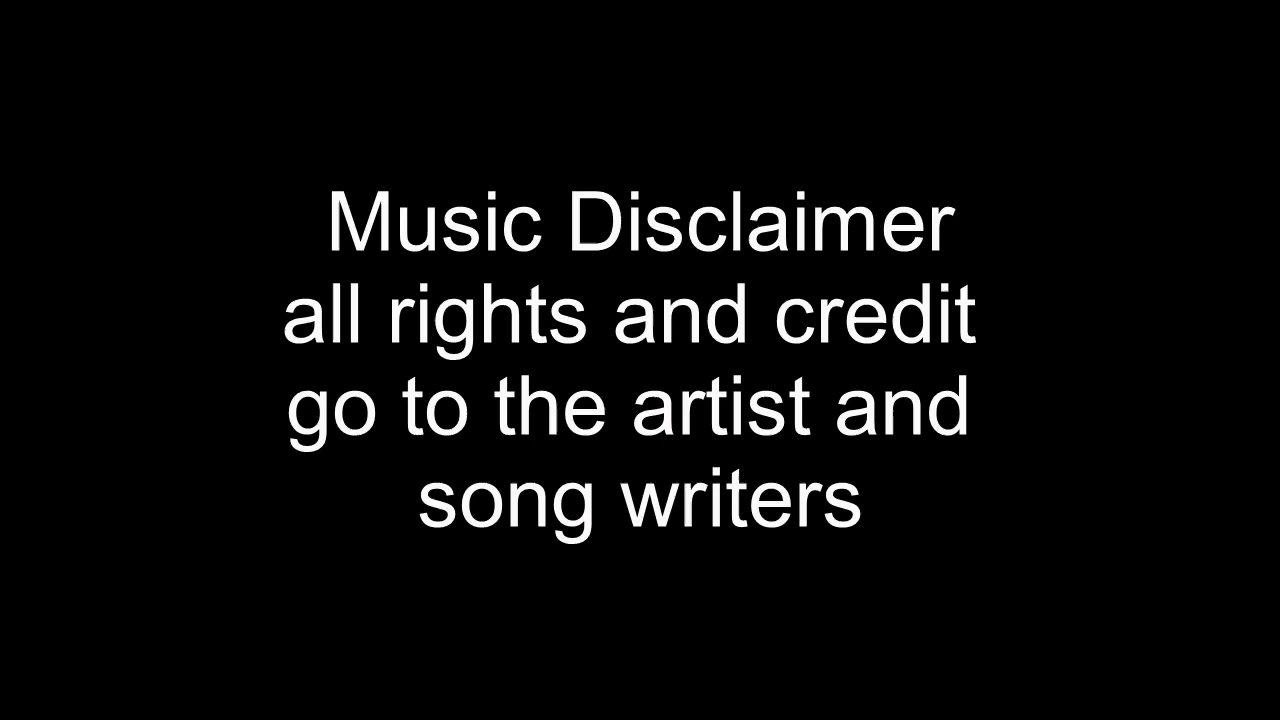 Music Disclaimer
all rights and credit
go to the artist and
song writers